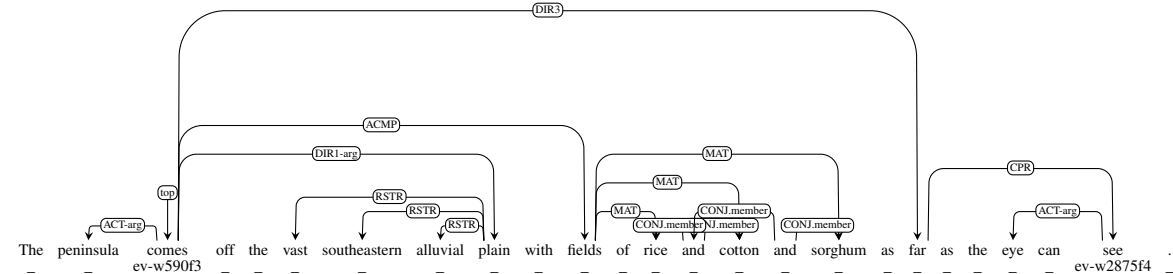 DIR3
ACMP
DIR1-arg MAT
CPR
MAT
top
RSTR
RSTR MAT CONJ.member ACT-arg
ACT-arg RSTR CONJ.member NJ.member CONJ.member
The peninsula comes off the vast southeastern alluvial plain with fields of rice and cotton and sorghum as far as the eye can see .
ev-w590f3 ev-w2875f4
_ _ _ _ _ _ _ _ _ _ _ _ _ _ _ _ _ _ _ _ _ _ _ _ _